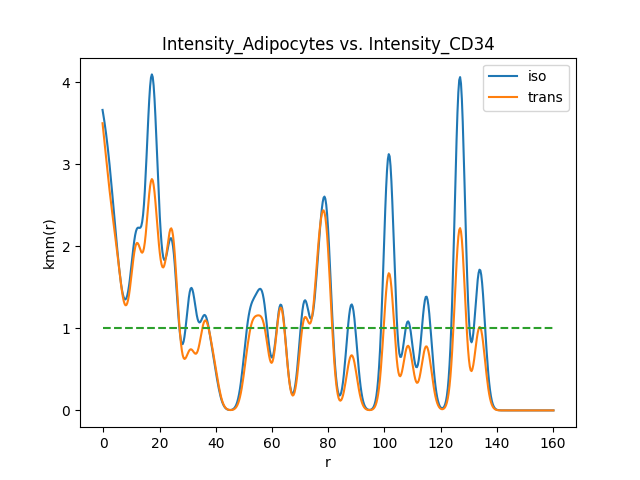 Intensity_Adipocytes vs. Intensity_CD34
iso
trans
kmm(r)
4
3
2
1
0
0 20 40 60 80 100 120 140 160
r